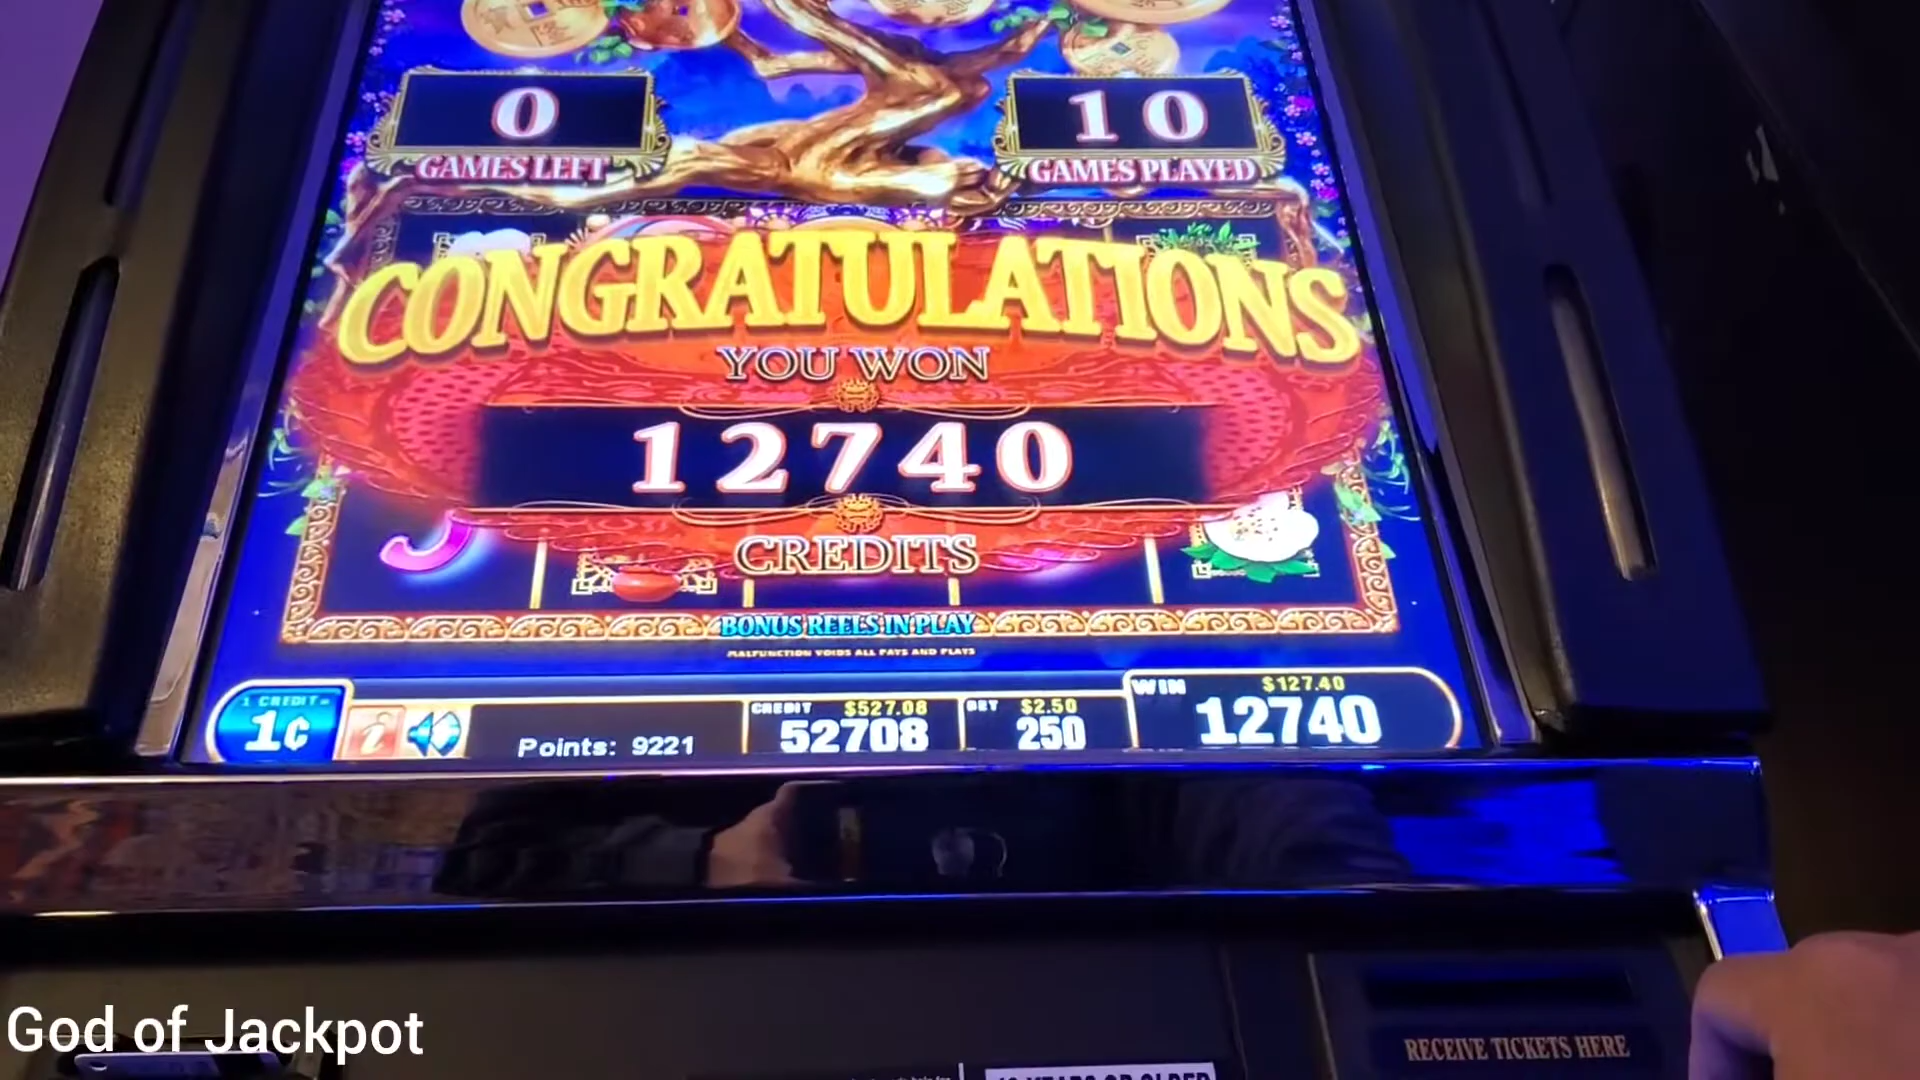 0
GAMES LEFT
10
GAMES PLAYED
CONGRATULATIONS
YOU WON
12740
CREDITS
BONUS REELS IN PLAY
MALFUNCTION VOIDS ALL PAYS AND PLAYS
1 CREDIT=
1¢
Points: 9221
CREDIT $527.08
52708
BET $2.50
250
WIN $127.40
12740
God of Jackpot
RECEIVE TICKETS HERE
OR OLDER